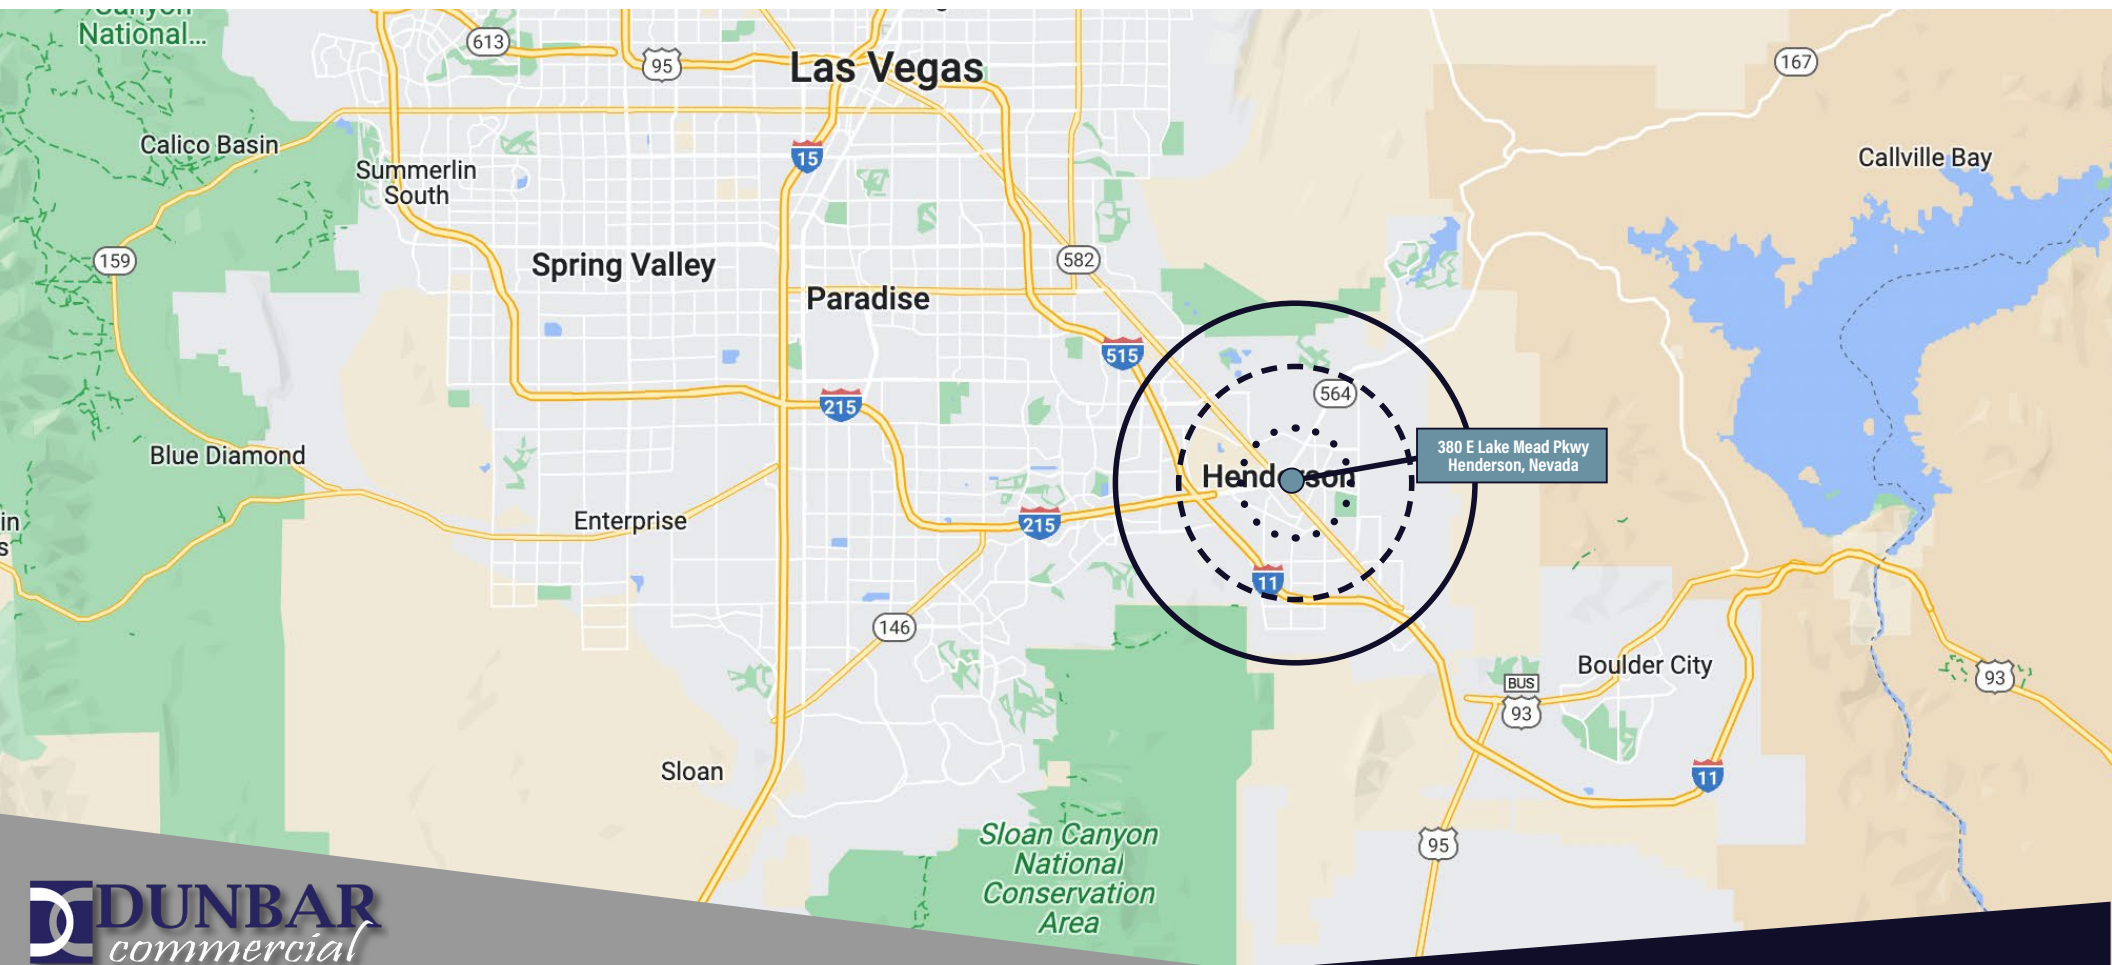 Canyon
National...
613
95
Las Vegas
167
Calico Basin
15
Callville Bay
Summerlin
South
159
Spring Valley
582
Paradise
515
564
215
380 E Lake Mead Pkwy
Henderson, Nevada
Blue Diamond
Henderson
Enterprise
215
in
s
11
146
Boulder City
BUS
93
93
Sloan
11
Sloan Canyon
National
Conservation
Area
95
DUNBAR
commercial